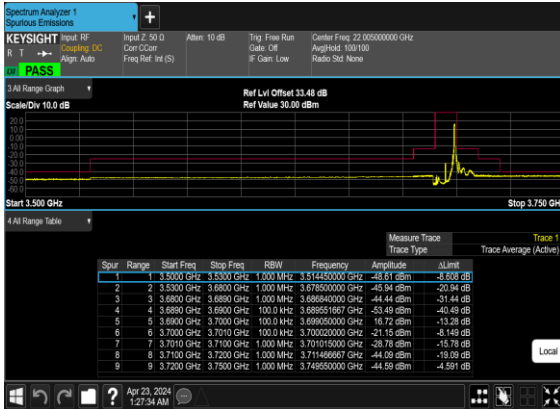 Spectrum Analyzer 1
Spurious Emissions
+
KEYSIGHT Input: RF Input Z: 50 Ω Atten: 10 dB Trig: Free Run Center Freq: 22.005000000 GHz
R T Coupling: DC Corr CCorr Gate: Off Avg|Hold: 100/100
Align: Auto Freq Ref: Int (S) IF Gain: Low Radio Std: None
PASS
3 All Range Graph
Ref Lvl Offset 33.48 dB
Scale/Div 10.0 dB Ref Value 30.00 dBm
20.0
10.0
0.00
-10.0
-20.0
-30.0
-40.0
-50.0
-60.0
Start 3.500 GHz Stop 3.750 GH
4 All Range Table
Measure Trace Trace 1
Trace Type Trace Average (Active)
Spur Range Start Freq Stop Freq RBW Frequency Amplitude ΔLimit
1 1 3.5000 GHz 3.5300 GHz 1.000 MHz 3.514450000 GHz -48.61 dBm -8.608 dB
2 2 3.5300 GHz 3.6800 GHz 1.000 MHz 3.678500000 GHz -45.94 dBm -20.94 dB
3 3 3.6800 GHz 3.6890 GHz 1.000 MHz 3.686840000 GHz -44.44 dBm -31.44 dB
4 4 3.6890 GHz 3.6900 GHz 100.0 kHz 3.689551667 GHz -53.49 dBm -40.49 dB
5 5 3.6900 GHz 3.7000 GHz 100.0 kHz 3.699050000 GHz 16.72 dBm -13.28 dB
6 6 3.7000 GHz 3.7010 GHz 100.0 kHz 3.700020000 GHz -21.15 dBm -8.149 dB
7 7 3.7010 GHz 3.7100 GHz 1.000 MHz 3.701015000 GHz -28.78 dBm -15.78 dB
8 8 3.7100 GHz 3.7200 GHz 1.000 MHz 3.711466667 GHz -44.09 dBm -19.09 dB
9 9 3.7200 GHz 3.7500 GHz 1.000 MHz 3.749550000 GHz -44.59 dBm -4.591 dB
Local
? Apr 23, 2024
1:27:34 AM